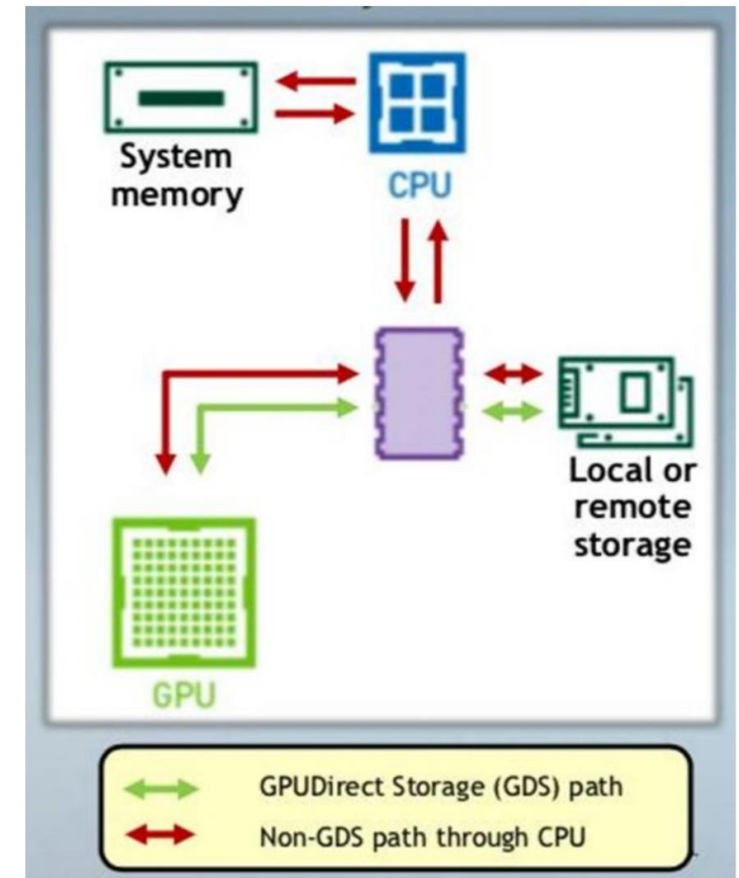 System
memory
CPU
Local or
remote
storage
GPU
GPUDirect Storage (GDS) path
Non-GDS path through CPU